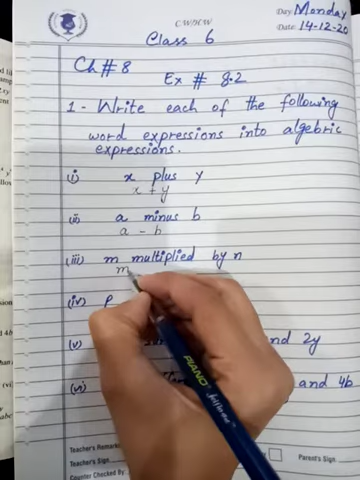 CW/HW
Day: Monday
Date: 14-12-20
Class 6
Ch # 8
Ex # 8.2
1- Write each of the following
word expressions into algebric
expressions.
(i) x plus y
x + y
(ii) a minus b
a - b
(iii) m multiplied by n
m
(iv) P
(v) nd 2y
(vi) and 4b
Teacher's Remarks
Teacher's Sign
Counter Checked By:
Parent's Sign